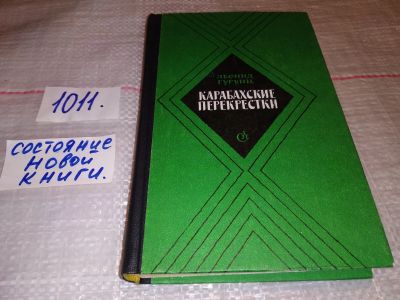 1011.
состояние
новой
книги.
Леонид
Гурунц
КАРАБАХСКИЕ
ПЕРЕКРЕСТКИ